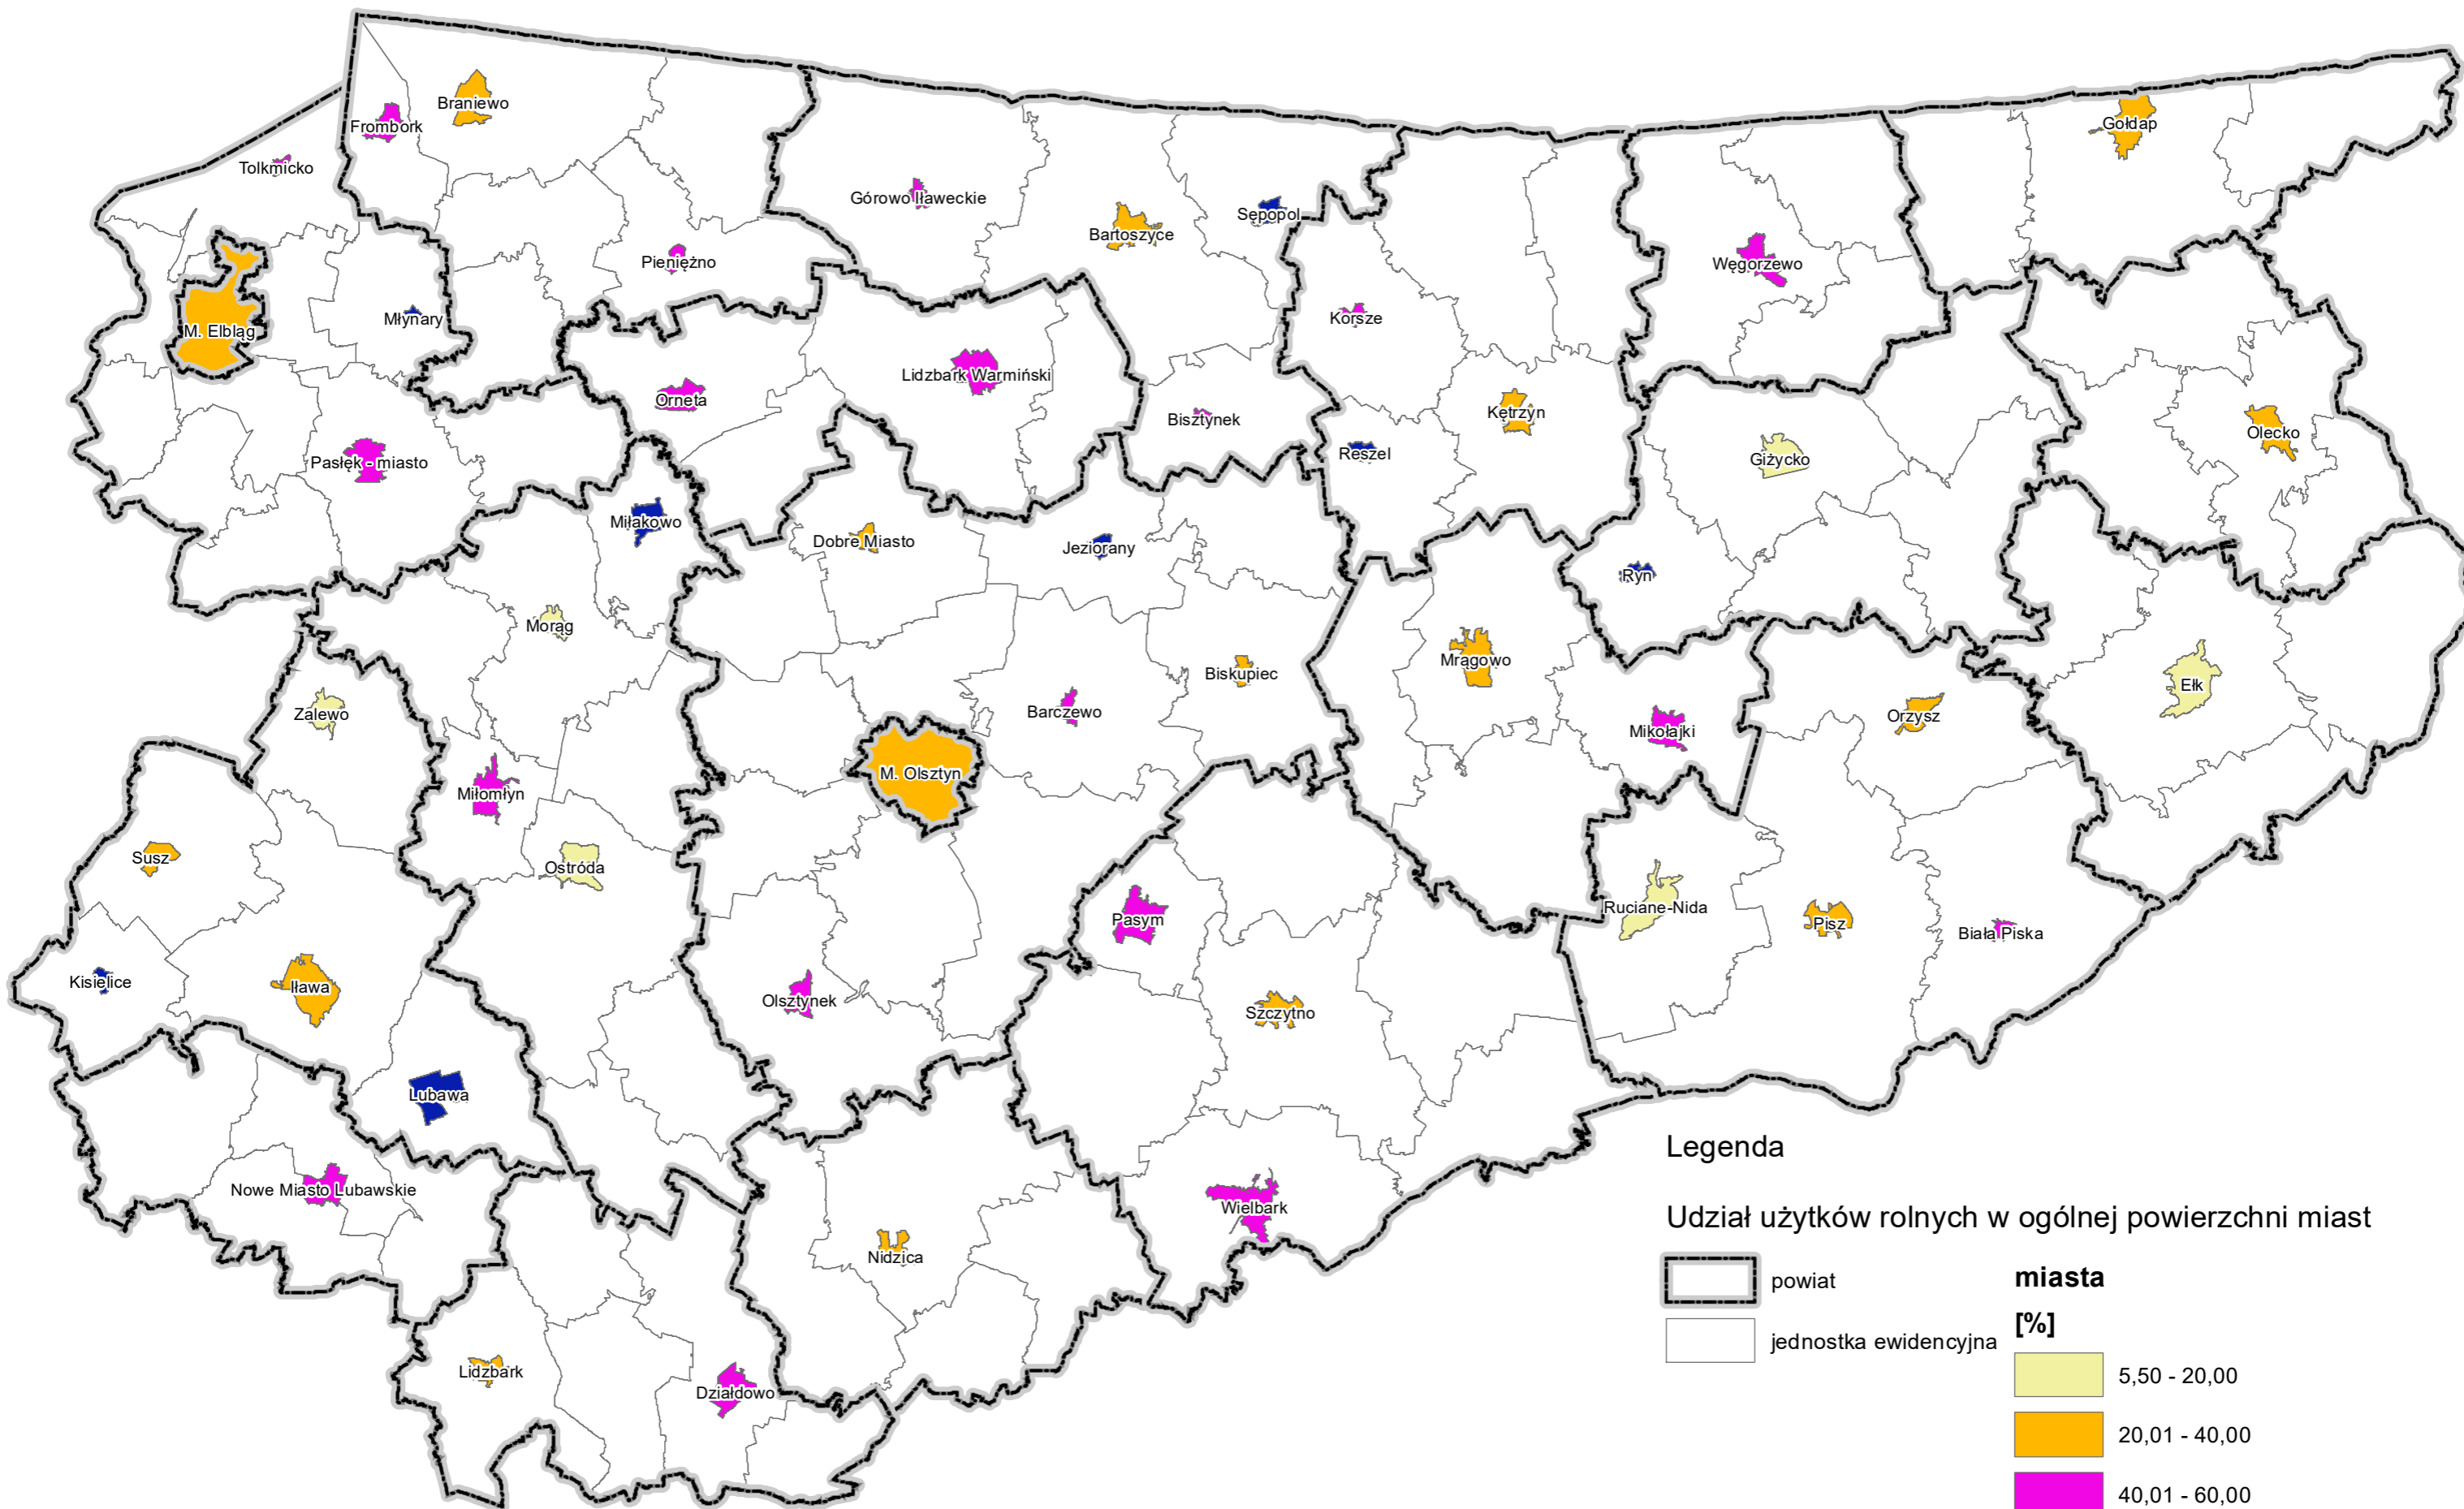 Braniewo
Frombork
Tolkmicko
Gołdap
Górowo Iławeckie
Bartoszyce
Sępopol
Pieniężno
Węgorzewo
Młynary
M. Elbląg
Korsze
Lidzbark Warmiński
Orneta
Bisztynek
Kętrzyn
Olecko
Reszel
Giżycko
Pasłęk - miasto
Miłakowo
Dobre Miasto
Jeziorany
Ryn
Morąg
Mrągowo
Biskupiec
Ełk
Zalewo
Barczewo
Orzysz
Mikołajki
M. Olsztyn
Miłomłyn
Susz
Ostróda
Ruciane-Nida
Pasym
Pisz
Biała Piska
Kisielice
Iława
Olsztynek
Szczytno
Lubawa
Nowe Miasto Lubawskie
Wielbark
Nidzica
Lidzbark
Działdowo
Legenda
Udział użytków rolnych w ogólnej powierzchni miast
powiat
jednostka ewidencyjna
miasta
[%]
5,50 - 20,00
20,01 - 40,00
40,01 - 60,00